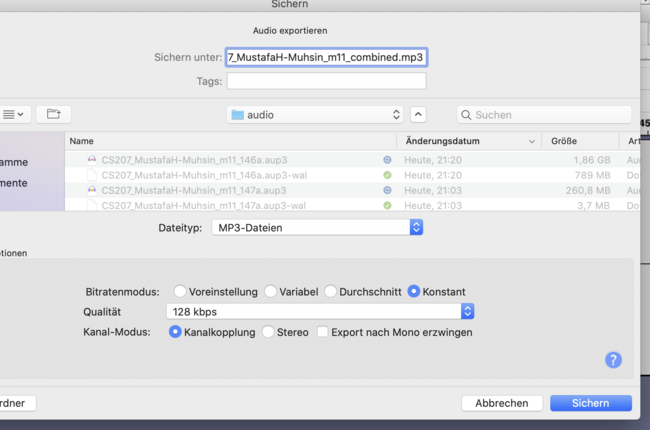 Sichern
Audio exportieren
Sichern unter: 7_MustafaH-Muhsin_m11_combined.mp3
Tags:
audio
Suchen
45
Name Änderungsdatum Größe Art
amme
mente
CS207_MustafaH-Muhsin_m11_146a.aup3 Heute, 21:20 1,86 GB Au
CS207_MustafaH-Muhsin_m11_146a.aup3-wal Heute, 21:20 789 MB Do
CS207_MustafaH-Muhsin_m11_147a.aup3 Heute, 21:03 260,8 MB Au
CS207_MustafaH-Muhsin_m11_147a.aup3-wal Heute, 21:03 3,7 MB Do
Dateityp: MP3-Dateien
tionen
Bitratenmodus: Voreinstellung Variabel Durchschnitt Konstant
Qualität 128 kbps
Kanal-Modus: Kanalkopplung Stereo Export nach Mono erzwingen
?
rdner Abbrechen Sichern